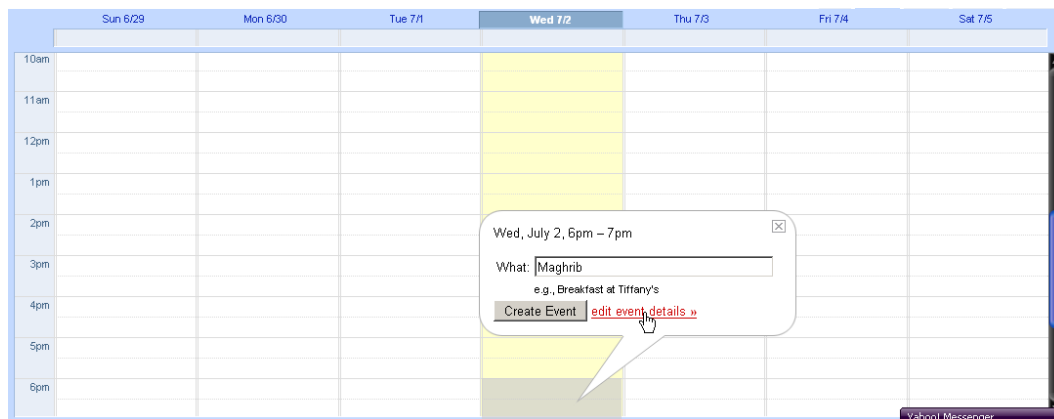 Sun 6/29 Mon 6/30 Tue 7/1 Wed 7/2 Thu 7/3 Fri 7/4 Sat 7/5
10am
11am
12pm
1pm
2pm
Wed, July 2, 6pm – 7pm
3pm
What: Maghrib
e.g., Breakfast at Tiffany's
4pm
Create Event edit event details »
5pm
6pm
Yahoo! Messenger